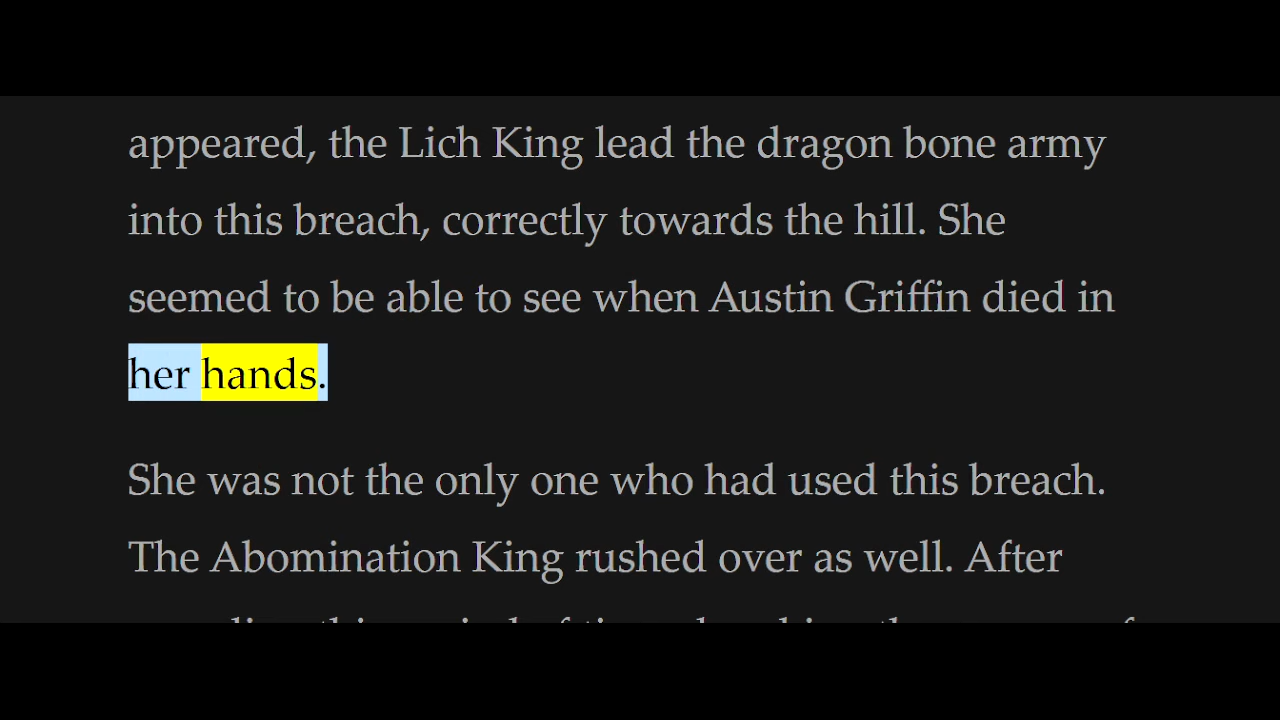 appeared, the Lich King lead the dragon bone army
into this breach, correctly towards the hill. She
seemed to be able to see when Austin Griffin died in
her hands.
She was not the only one who had used this breach.
The Abomination King rushed over as well. After